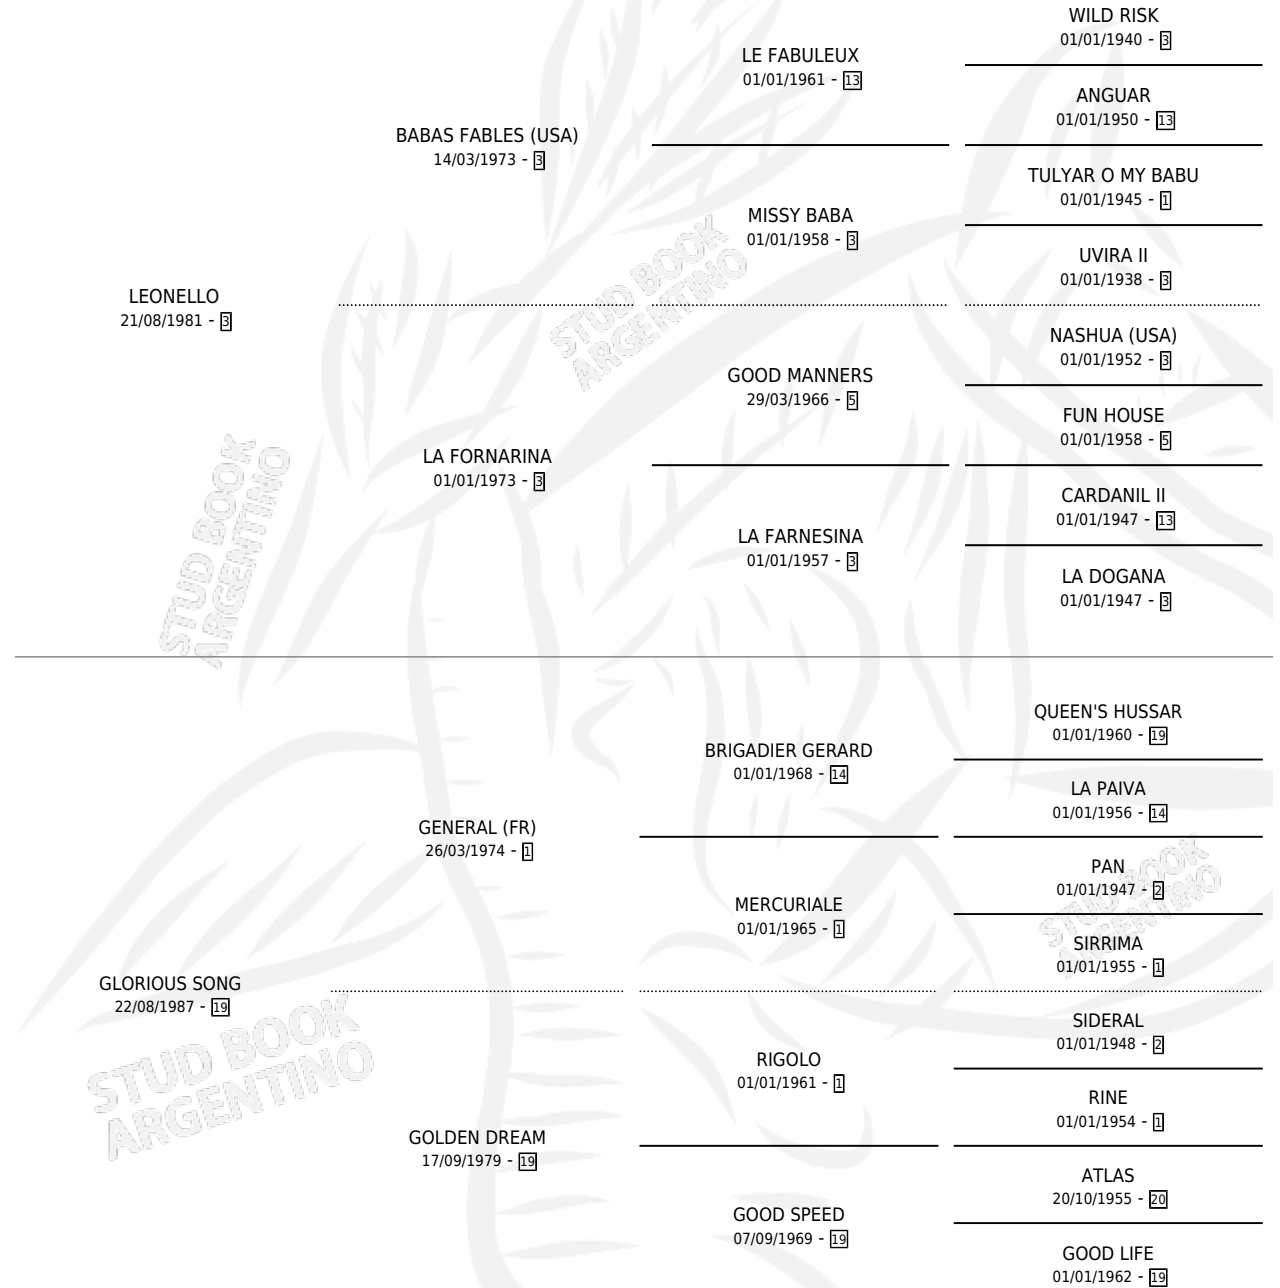 WILD RISK
01/01/1940 - 3
LE FABULEUX
01/01/1961 - 13
ANGUAR
01/01/1950 - 13
BABAS FABLES (USA)
14/03/1973 - 3
TULYAR O MY BABU
01/01/1945 - 1
MISSY BABA
01/01/1958 - 3
UVIRA II
01/01/1938 - 3
LEONELLO
21/08/1981 - 3
NASHUA (USA)
01/01/1952 - 3
GOOD MANNERS
29/03/1966 - 5
FUN HOUSE
01/01/1958 - 5
LA FORNARINA
01/01/1973 - 3
CARDANIL II
01/01/1947 - 13
LA FARNESINA
01/01/1957 - 3
LA DOGANA
01/01/1947 - 3
STUD BOOK
ARGENTINO
STUD BOOK
ARGENTINO
QUEEN'S HUSSAR
01/01/1960 - 19
BRIGADIER GERARD
01/01/1968 - 14
LA PAIVA
01/01/1956 - 14
GENERAL (FR)
26/03/1974 - 1
PAN
01/01/1947 - 2
MERCURIALE
01/01/1965 - 1
SIRRIMA
01/01/1955 - 1
GLORIOUS SONG
22/08/1987 - 19
SIDERAL
01/01/1948 - 2
RIGOLO
01/01/1961 - 1
RINE
01/01/1954 - 1
GOLDEN DREAM
17/09/1979 - 19
ATLAS
20/10/1955 - 20
GOOD SPEED
07/09/1969 - 19
GOOD LIFE
01/01/1962 - 19
STUD BOOK
ARGENTINO
STUD BOOK
ARGENTINO